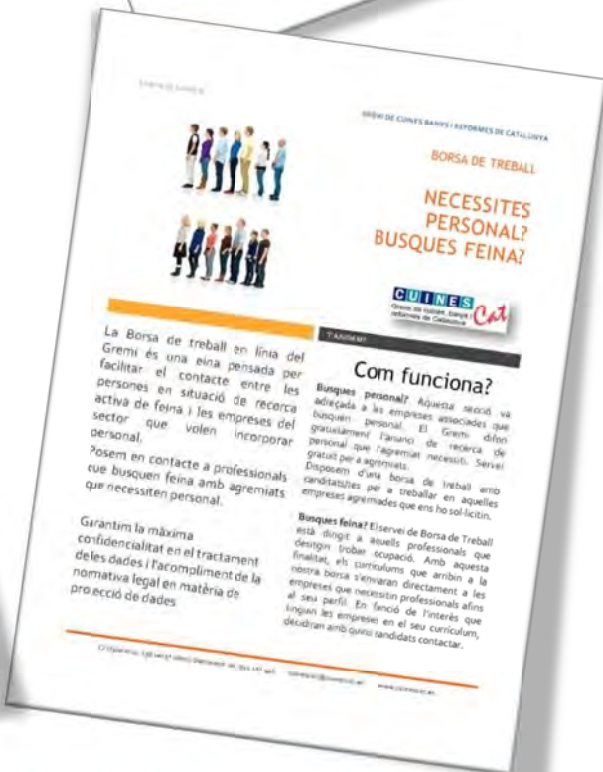 GREMI DE CUINES BANYS I REFORMES DE CATALUNYA
BORSA DE TREBALL
NECESSITES
PERSONAL?
BUSQUES FEINA?
CUINES Cat
Gremi de cuines, banys i
reformes de Catalunya
La Borsa de treball en línia del
Gremi és una eina pensada per
facilitar el contacte entre les
persones en situació de recerca
activa de feina i les empreses del
sector que volen incorporar
personal.
Posem en contacte a professionals
que busquen feina amb agremiats
que necessiten personal.
Garantim la màxima
confidencialitat en el tractament
de les dades i l'acompliment de la
normativa legal en matèria de
protecció de dades
Com funciona?
Busques personal? Aquesta secció va
adreçada a les empreses associades que
busquen personal. El Gremi difon
gratuïtament l'anunci de recerca de
personal que l'agremiat necessiti. Servei
gratuït per a agremiats.
Disposem d'una borsa de treball amb
candidats/tes per a treballar en aquelles
empreses agremiades que ens ho sol·licitin.
Busques feina? El servei de Borsa de Treball
està dirigit a aquells professionals que
desitgin trobar ocupació. Amb aquesta
finalitat, els currículums que arribin a la
nostra borsa s'enviaran directament a les
empreses que necessitin professionals afins
al seu perfil. En funció de l'interès que
tinguin les empreses en el seu currículum,
decidiran amb quins candidats contactar.